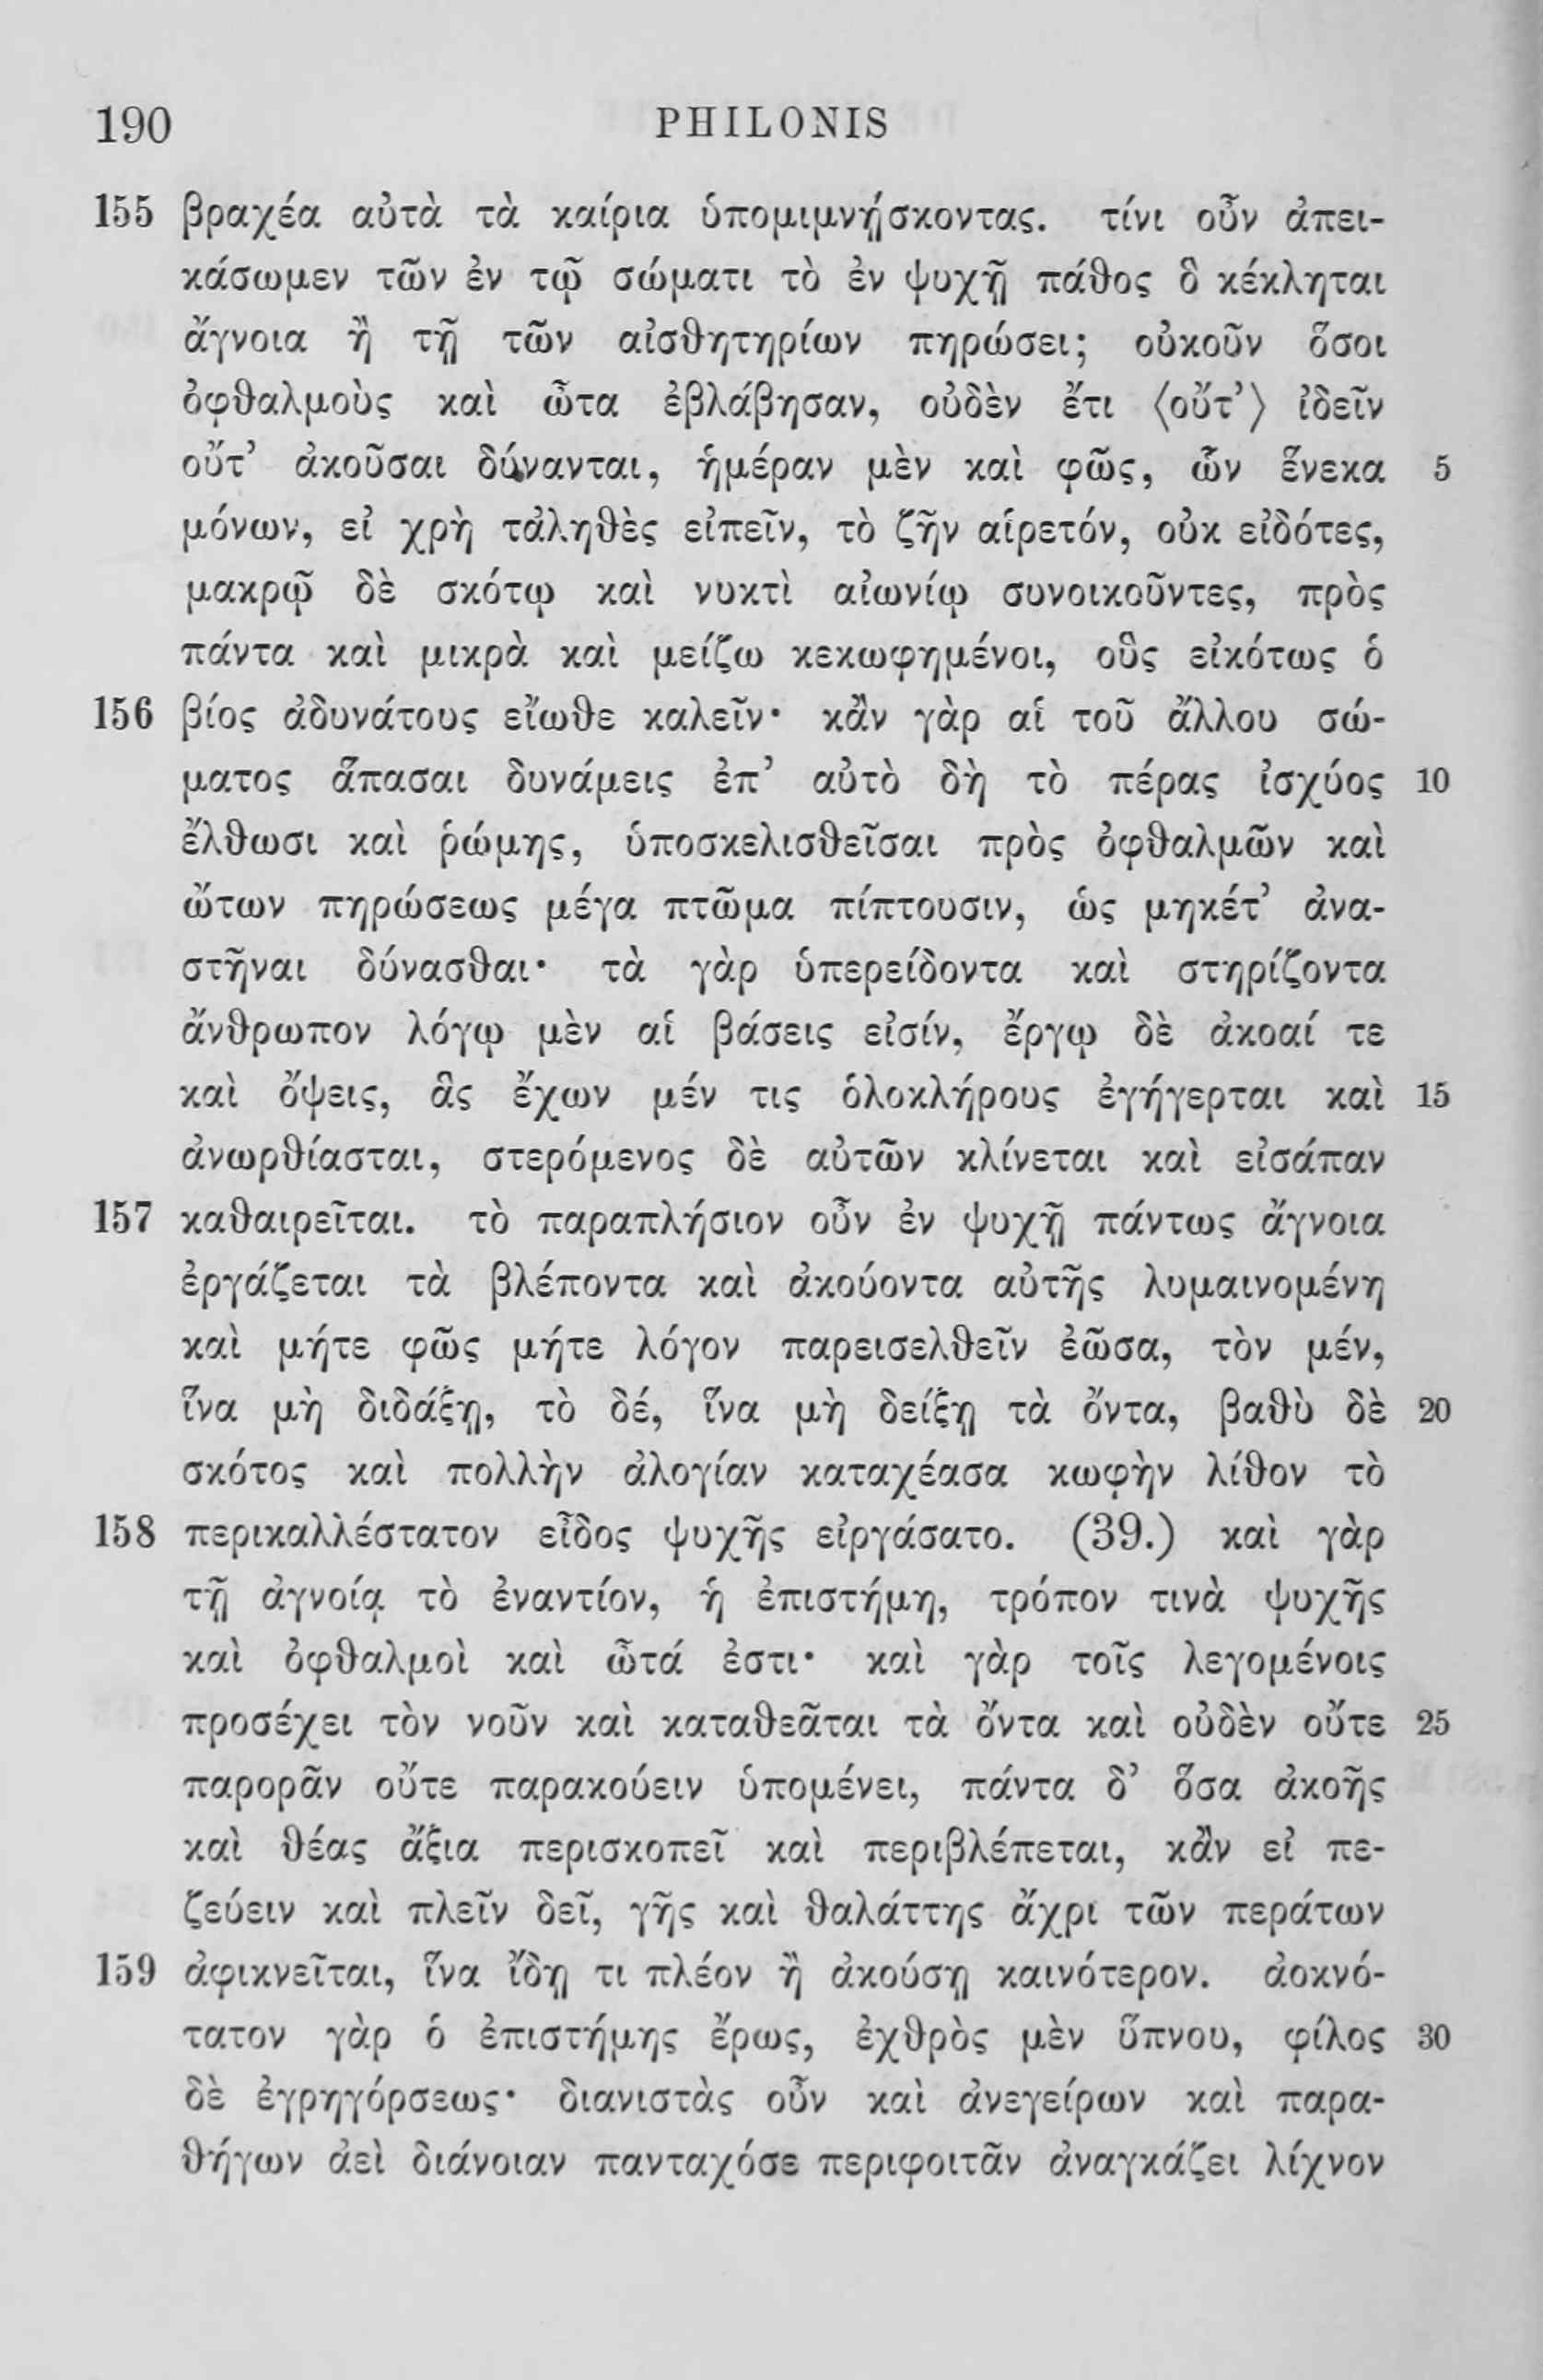 190 PHILONIS
155 βραχέα αὐτὰ τὰ καίρια ὑπομιμνῄσκοντας. τίνι οὖν ἀπει-
κάσωμεν τῶν ἐν τῷ σώματι τὸ ἐν ψυχῇ πάθος ὃ κέκληται
ἄγνοια ἢ τῇ τῶν αἰσθητηρίων πηρώσει; οὐκοῦν ὅσοι
ὀφθαλμοὺς καὶ ὦτα ἐβλάβησαν, οὐδὲν ἔτι ⟨οὔτ’⟩ ἰδεῖν
οὔτ’ ἀκοῦσαι δύνανται, ἡμέραν μὲν καὶ φῶς, ὧν ἕνεκα 5
μόνων, εἰ χρὴ τἀληθὲς εἰπεῖν, τὸ ζῆν αἱρετόν, οὐκ εἰδότες,
μακρῷ δὲ σκότῳ καὶ νυκτὶ αἰωνίῳ συνοικοῦντες, πρὸς
πάντα καὶ μικρὰ καὶ μείζω κεκωφημένοι, οὓς εἰκότως ὁ
156 βίος ἀδυνάτους εἴωθε καλεῖν· κἂν γὰρ αἱ τοῦ ἄλλου σώ-
ματος ἅπασαι δυνάμεις ἐπ’ αὐτὸ δὴ τὸ πέρας ἰσχύος 10
ἔλθωσι καὶ ῥώμης, ὑποσκελισθεῖσαι πρὸς ὀφθαλμῶν καὶ
ὤτων πηρώσεως μέγα πτῶμα πίπτουσιν, ὡς μηκέτ’ ἀνα-
στῆναι δύνασθαι· τὰ γὰρ ὑπερείδοντα καὶ στηρίζοντα
ἄνθρωπον λόγῳ μὲν αἱ βάσεις εἰσίν, ἔργῳ δὲ ἀκοαί τε
καὶ ὄψεις, ἃς ἔχων μέν τις ὁλοκλήρους ἐγήγερται καὶ 15
ἀνωρθίασται, στερόμενος δὲ αὐτῶν κλίνεται καὶ εἰσάπαν
157 καθαιρεῖται. τὸ παραπλήσιον οὖν ἐν ψυχῇ πάντως ἄγνοια
ἐργάζεται τὰ βλέποντα καὶ ἀκούοντα αὐτῆς λυμαινομένη
καὶ μήτε φῶς μήτε λόγον παρεισελθεῖν ἐῶσα, τὸν μέν,
ἵνα μὴ διδάξῃ, τὸ δέ, ἵνα μὴ δείξῃ τὰ ὄντα, βαθὺ δὲ 20
σκότος καὶ πολλὴν ἀλογίαν καταχέασα κωφὴν λίθον τὸ
158 περικαλλέστατον εἶδος ψυχῆς εἰργάσατο. (39.) καὶ γὰρ
τῇ ἀγνοίᾳ τὸ ἐναντίον, ἡ ἐπιστήμη, τρόπον τινὰ ψυχῆς
καὶ ὀφθαλμοὶ καὶ ὦτά ἐστι· καὶ γὰρ τοῖς λεγομένοις
προσέχει τὸν νοῦν καὶ καταθεᾶται τὰ ὄντα καὶ οὐδὲν οὔτε 25
παρορᾶν οὔτε παρακούειν ὑπομένει, πάντα δ’ ὅσα ἀκοῆς
καὶ θέας ἄξια περισκοπεῖ καὶ περιβλέπεται, κἂν εἰ πε-
ζεύειν καὶ πλεῖν δεῖ, γῆς καὶ θαλάττης ἄχρι τῶν περάτων
159 ἀφικνεῖται, ἵνα ἴδῃ τι πλέον ἢ ἀκούσῃ καινότερον. ἀοκνό-
τατον γὰρ ὁ ἐπιστήμης ἔρως, ἐχθρὸς μὲν ὕπνου, φίλος 30
δὲ ἐγρηγόρσεως· διανιστὰς οὖν καὶ ἀνεγείρων καὶ παρα-
θήγων ἀεὶ διάνοιαν πανταχόσε περιφοιτᾶν ἀναγκάζει λίχνον